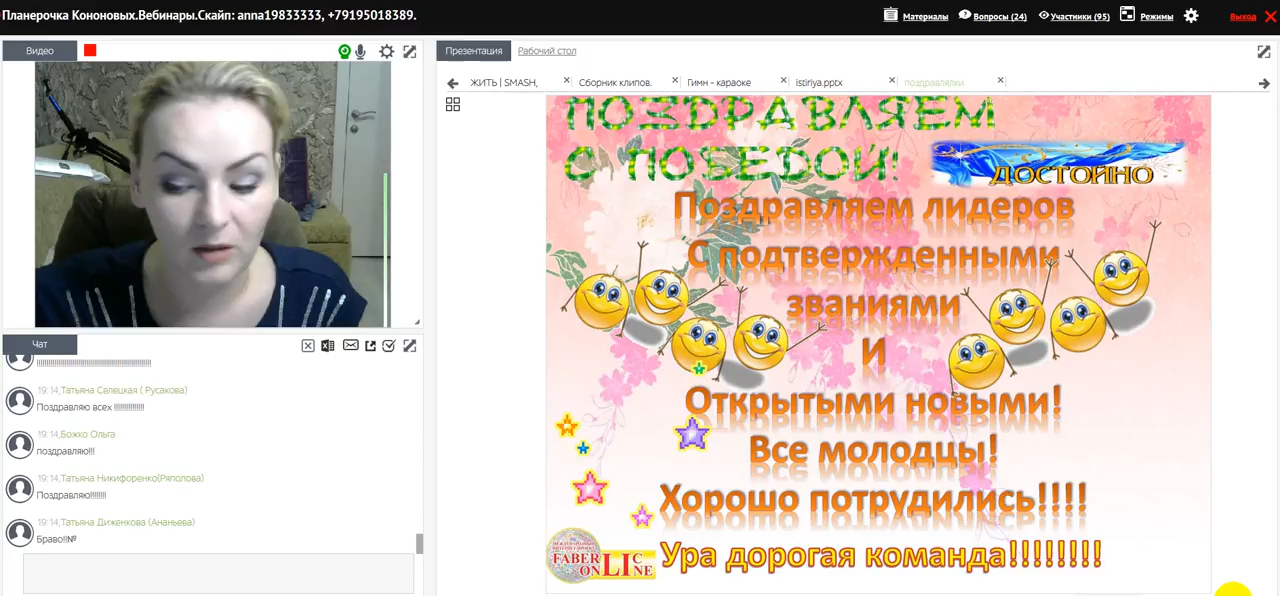 Планерочка Кононовых.Вебинары.Скайп: anna19833333, +79195018389.
Материалы
Вопросы (24)
Участники (95)
Режимы
Выход
Видео
Презентация
Рабочий стол
ЖИТЬ | SMASH,
Сборник клипов.
Гимн - караоке
istiriya.pptx
поздравлялки
ПОЗДРАВЛЯЕМ
С ПОБЕДОЙ!
ДОСТОЙНО
Поздравляем лидеров
С подтвержденными
званиями
И
Открытыми новыми!
Все молодцы!
Хорошо потрудились!!!!
Ура дорогая команда!!!!!!!!
FABERLIC
ONLINE
Чат
19:14,Татьяна Селецкая ( Русакова)
Поздравляю всех !!!!!!!!!!!!!!!
19:14,Божко Ольга
поздравляю!!!
19:14,Татьяна Никифоренко(Ряполова)
Поздравляю!!!!!!!!
19:14,Татьяна Диженкова (Ананьева)
Браво!!№